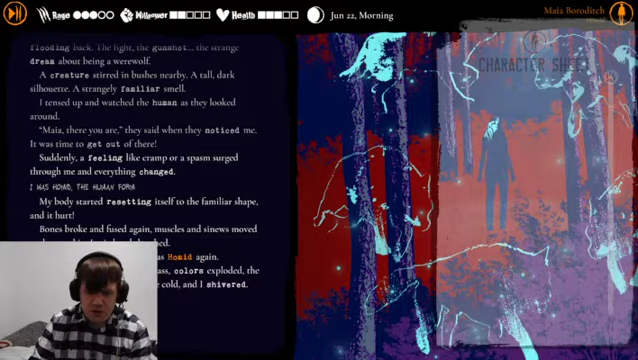 Rage
Willpower
Health
Jun 22, Morning
Maia Boroditch
CHARACTER SHEET
flooding back. The light, the gunshot... the strange
dream about being a werewolf.
A creature stirred in bushes nearby. A tall, dark
silhouette. A strangely familiar smell.
I tensed up and watched the human as they looked
around.
“Maia, there you are,” they said when they noticed me.
It was time to get out of there!
Suddenly, a feeling like cramp or a spasm surged
through me and everything changed.
I WAS HOMID, THE HUMAN FORM
My body started resetting itself to the familiar shape,
and it hurt!
Bones broke and fused again, muscles and sinews moved
as Homid again.
colors exploded, the
cold, and I shivered.